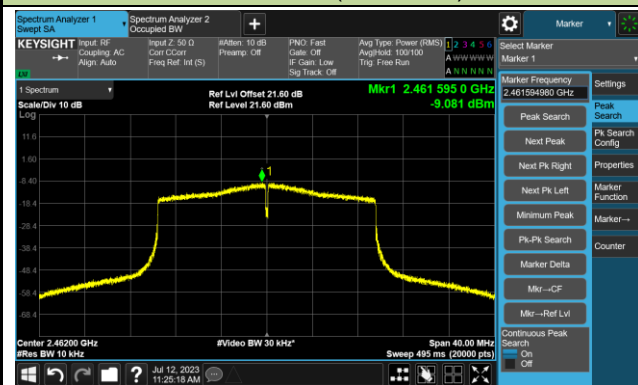 Spectrum Analyzer 1
Swept SA
Spectrum Analyzer 2
Occupied BW
Marker
KEYSIGHT
Input: RF
Coupling: AC
Align: Auto
Input Z: 50 Ω
Corr CCorr
Freq Ref: Int (S)
#Atten: 10 dB
Preamp: Off
PNO: Fast
Gate: Off
IF Gain: Low
Sig Track: Off
Avg Type: Power (RMS)
Avg|Hold: 100/100
Trig: Free Run
1 2 3 4 5 6
A W W W W W
A N N N N N
Select Marker
Marker 1
1 Spectrum
Scale/Div 10 dB
Log
Ref Lvl Offset 21.60 dB
Ref Level 21.60 dBm
Mkr1 2.461 595 0 GHz
-9.081 dBm
Marker Frequency
2.461594980 GHz
Settings
Peak Search
Peak
Search
Next Peak
Pk Search
Config
Next Pk Right
Properties
Next Pk Left
Marker
Function
Minimum Peak
Marker→
Pk-Pk Search
Counter
Marker Delta
Mkr→CF
Mkr→Ref Lvl
Continuous Peak
Search
On
Off
11.6
1.60
-8.40
-18.4
-28.4
-38.4
-48.4
-58.4
-68.4
1
Center 2.46200 GHz
#Res BW 10 kHz
#Video BW 30 kHz*
Span 40.00 MHz
Sweep 495 ms (20000 pts)
Jul 12, 2023
11:25:18 AM